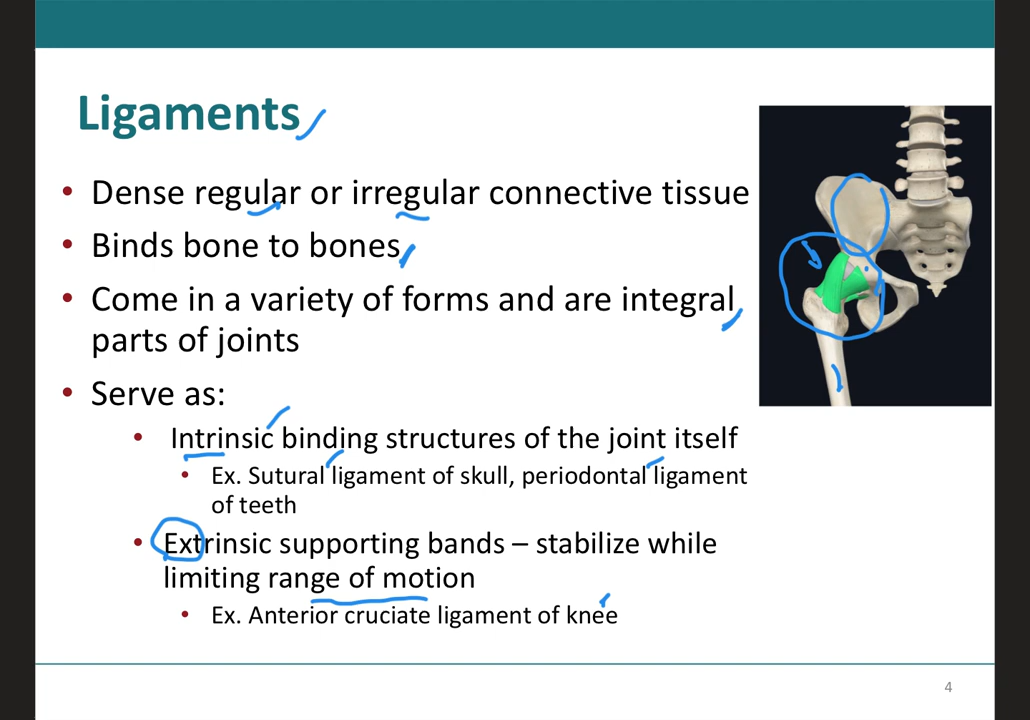 Ligaments
• Dense regular or irregular connective tissue
• Binds bone to bones
• Come in a variety of forms and are integral
parts of joints
• Serve as:
• Intrinsic binding structures of the joint itself
• Ex. Sutural ligament of skull, periodontal ligament
of teeth
• Extrinsic supporting bands – stabilize while
limiting range of motion
• Ex. Anterior cruciate ligament of knee
4